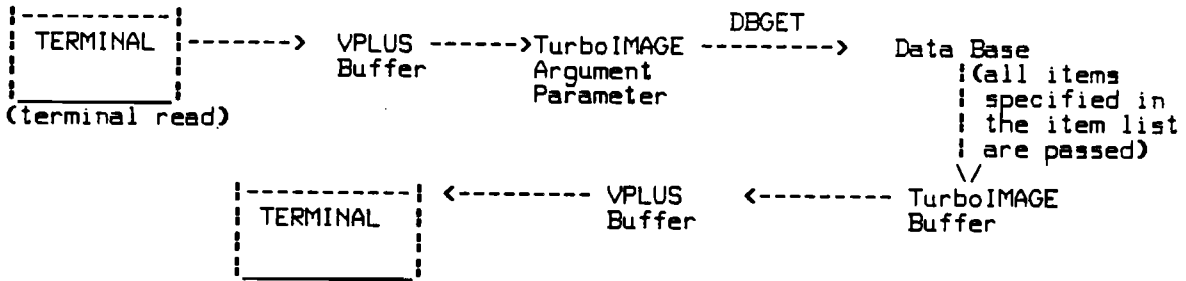 DBGET
TERMINAL -------> VPLUS ------>TurboIMAGE ---------> Data Base
Buffer Argument (all items
Parameter specified in
(terminal read) the item list
are passed)
TERMINAL <--------- VPLUS <--------- TurboIMAGE
Buffer Buffer